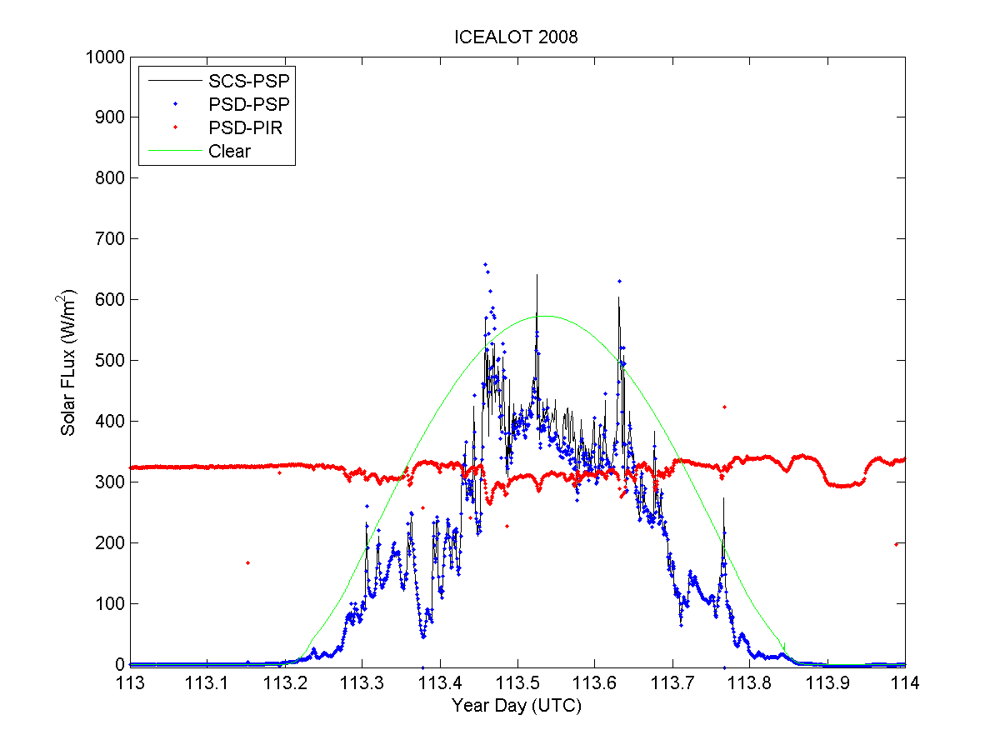 ICEALOT 2008
1000
900
800
700
600
500
400
300
200
100
0
Solar FLux (W/m²)
SCS-PSP
PSD-PSP
PSD-PIR
Clear
113 113.1 113.2 113.3 113.4 113.5 113.6 113.7 113.8 113.9 114
Year Day (UTC)